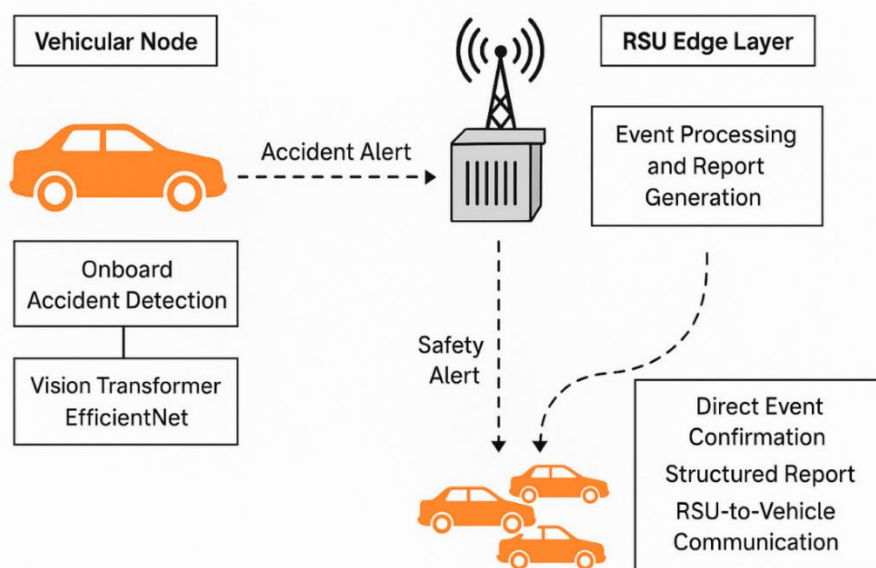 Vehicular Node
RSU Edge Layer
Accident Alert
Event Processing
and Report
Generation
Onboard
Accident Detection
Vision Transformer
EfficientNet
Safety
Alert
Direct Event
Confirmation
Structured Report
RSU-to-Vehicle
Communication